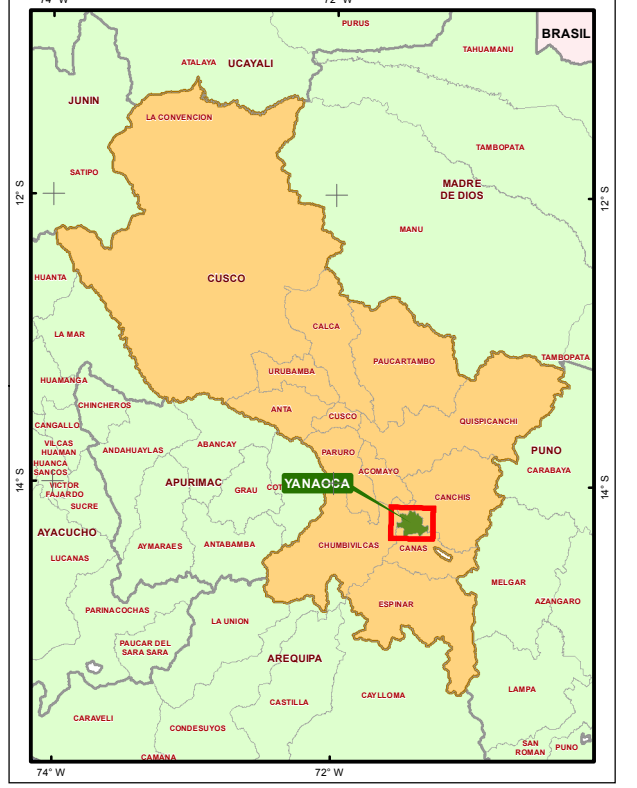 74° W
72° W
PURUS
BRASIL
TAHUAMANU
ATALAYA
UCAYALI
JUNIN
LA CONVENCION
TAMBOPATA
SATIPO
MADRE
DE DIOS
12° S
12° S
MANU
HUANTA
CUSCO
LA MAR
CALCA
TAMBOPATA
PAUCARTAMBO
URUBAMBA
HUAMANGA
CHINCHEROS
ANTA
CUSCO
QUISPICANCHI
CANGALLO
VILCAS
HUAMAN
ANDAHUAYLAS
ABANCAY
PARURO
PUNO
HUANCA
SANCOS
ACOMAYO
CARABAYA
14° S
14° S
VICTOR
FAJARDO
APURIMAC
GRAU
COT
YANAOCA
CANCHIS
SUCRE
AYACUCHO
AYMARAES
ANTABAMBA
CHUMBIVILCAS
CANAS
LUCANAS
MELGAR
AZANGARO
PARINACOCHAS
LA UNION
ESPINAR
PAUCAR DEL
SARA SARA
AREQUIPA
LAMPA
CAYLLOMA
CASTILLA
CARAVELI
CONDESUYOS
SAN
ROMAN
PUNO
CAMANA
74° W
72° W